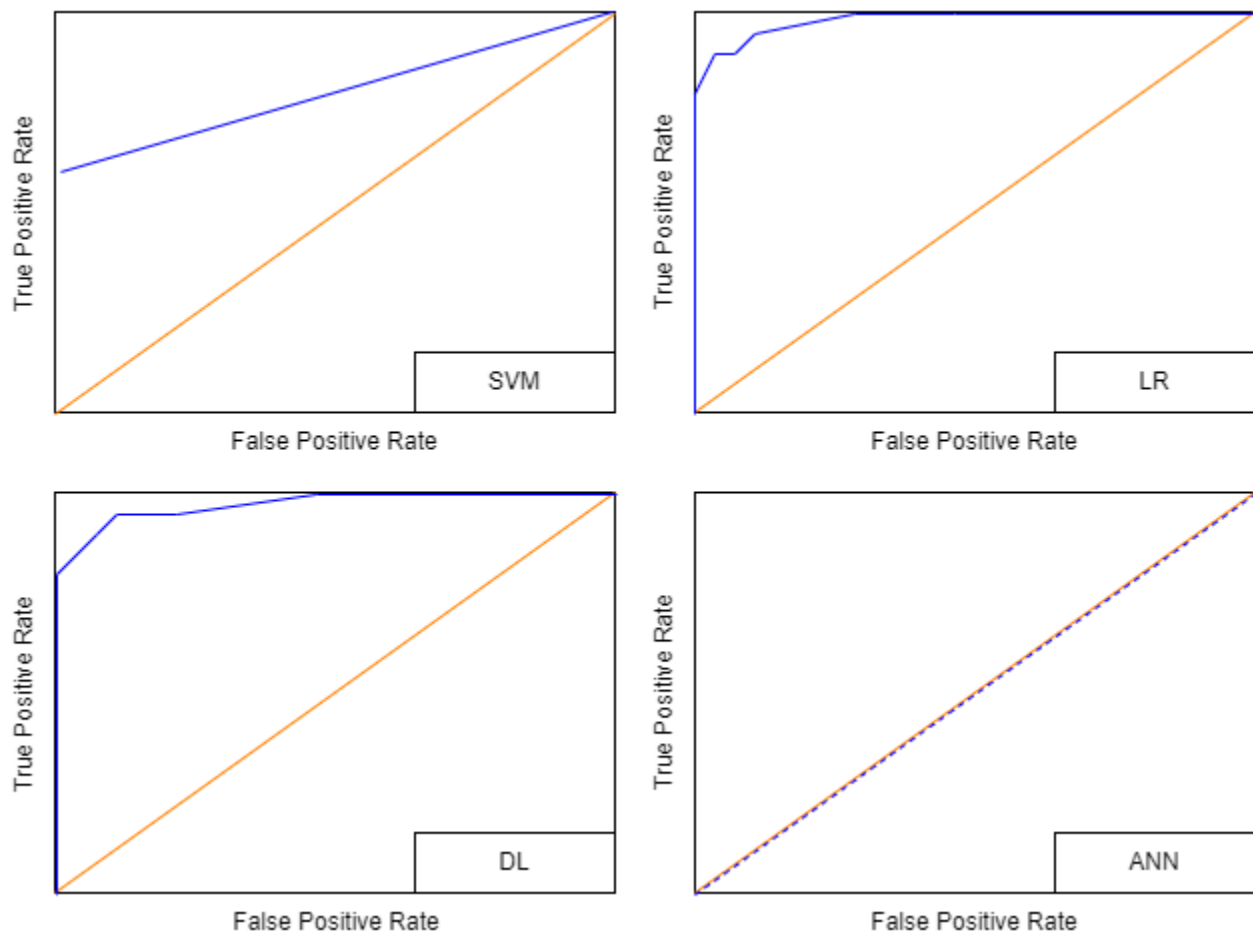 True Positive Rate
SVM
False Positive Rate
True Positive Rate
LR
False Positive Rate
True Positive Rate
DL
False Positive Rate
True Positive Rate
ANN
False Positive Rate